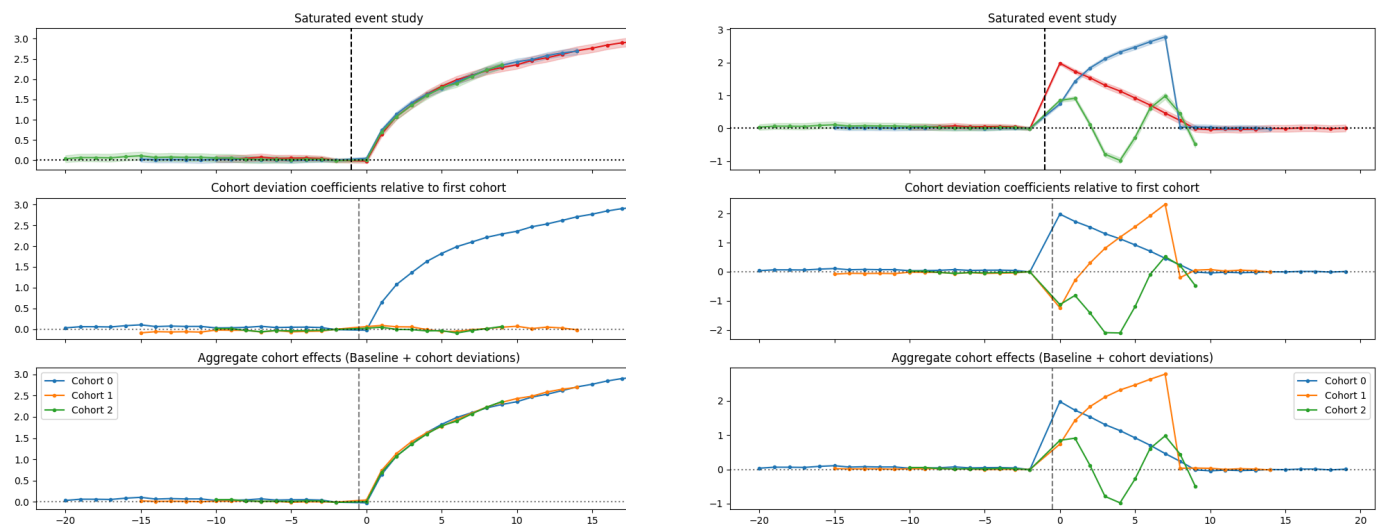 Saturated event study
3.0
2.5
2.0
1.5
1.0
0.5
0.0
Cohort deviation coefficients relative to first cohort
3.0
2.5
2.0
1.5
1.0
0.5
0.0
Aggregate cohort effects (Baseline + cohort deviations)
3.0
2.5
2.0
1.5
1.0
0.5
0.0
Cohort 0
Cohort 1
Cohort 2
−20 −15 −10 −5 0 5 10 15
Saturated event study
3
2
1
0
−1
Cohort deviation coefficients relative to first cohort
2
1
0
−1
−2
Aggregate cohort effects (Baseline + cohort deviations)
2
1
0
−1
Cohort 0
Cohort 1
Cohort 2
−20 −15 −10 −5 0 5 10 15 20